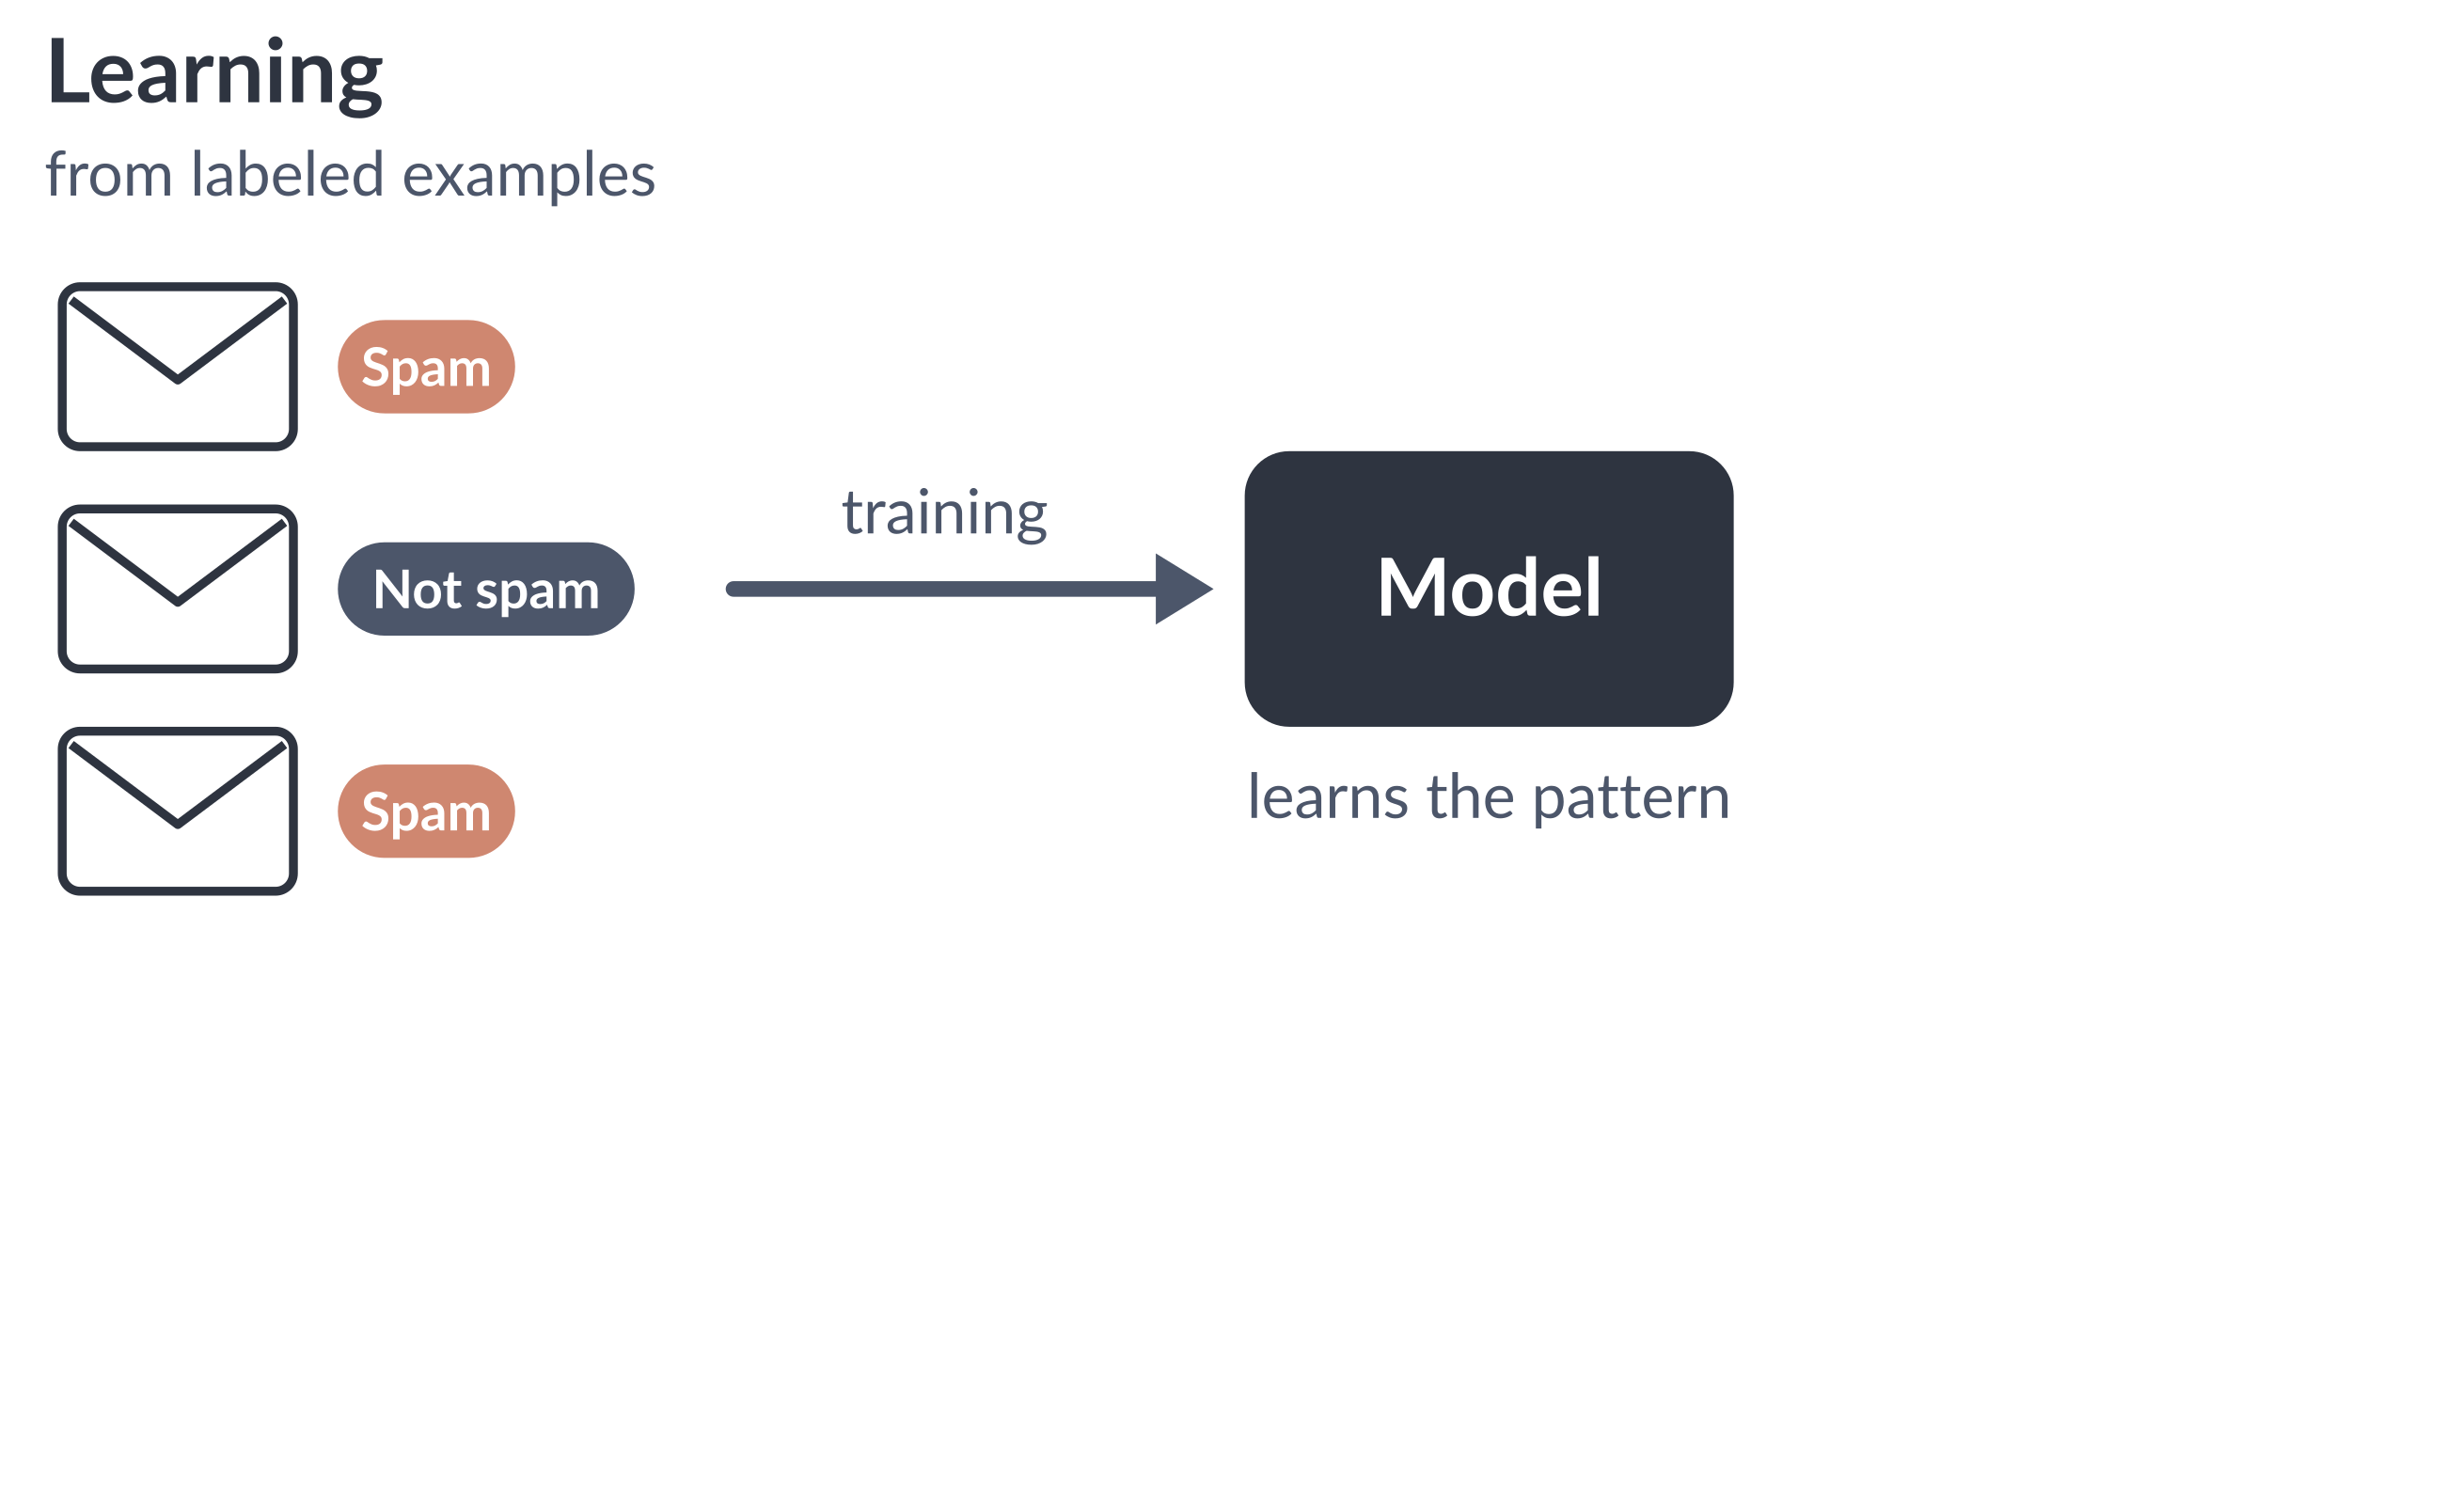 Learning
from labeled examples
Spam
training
Not spam
Model
Spam
learns the pattern